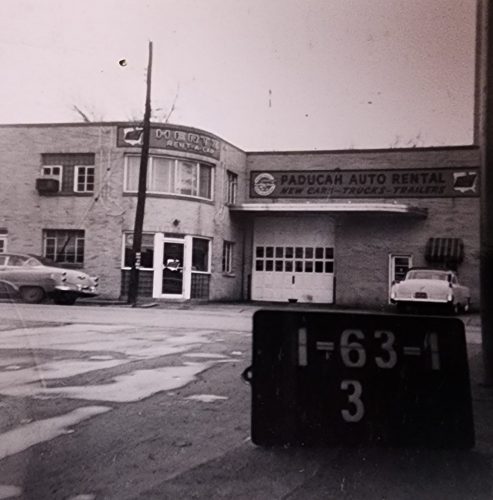 HERTZ
RENT-A-CAR
PADUCAH AUTO RENTAL
NEW CARS-TRUCKS-TRAILERS
1-63-1
3